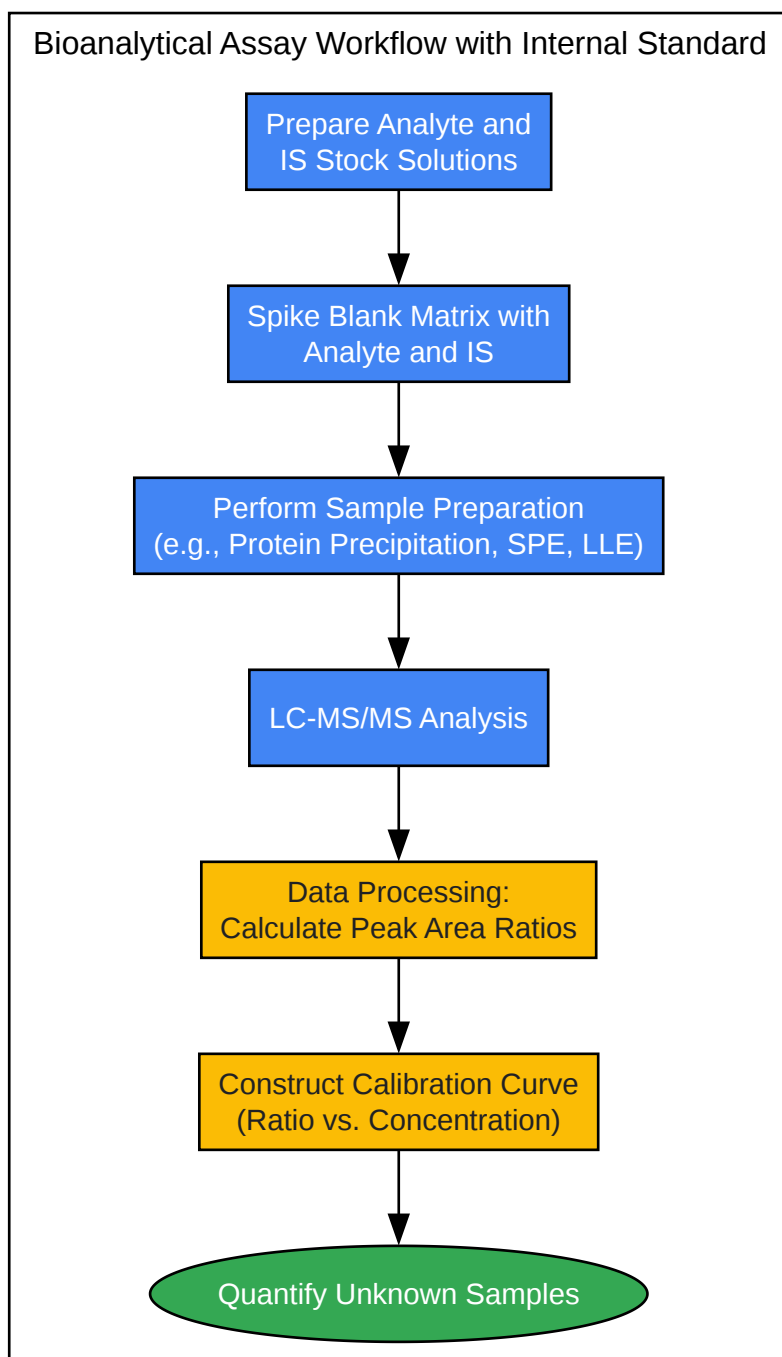 Bioanalytical Assay Workflow with Internal Standard
Prepare Analyte and
IS Stock Solutions
Spike Blank Matrix with
Analyte and IS
Perform Sample Preparation
(e.g., Protein Precipitation, SPE, LLE)
LC-MS/MS Analysis
Data Processing:
Calculate Peak Area Ratios
Construct Calibration Curve
(Ratio vs. Concentration)
Quantify Unknown Samples